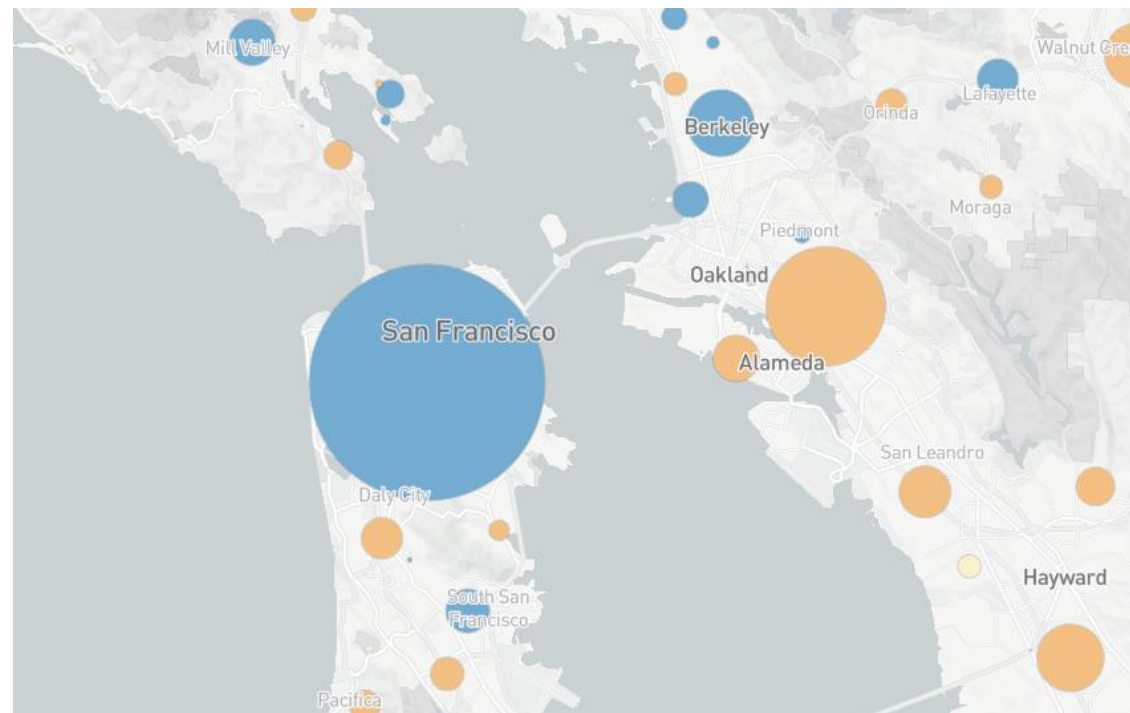 Mill Valley
Walnut Cre
Lafayette
Orinda
Berkeley
Moraga
Piedmont
Oakland
San Francisco
Alameda
San Leandro
Daly City
Hayward
South San
Francisco
Pacifica